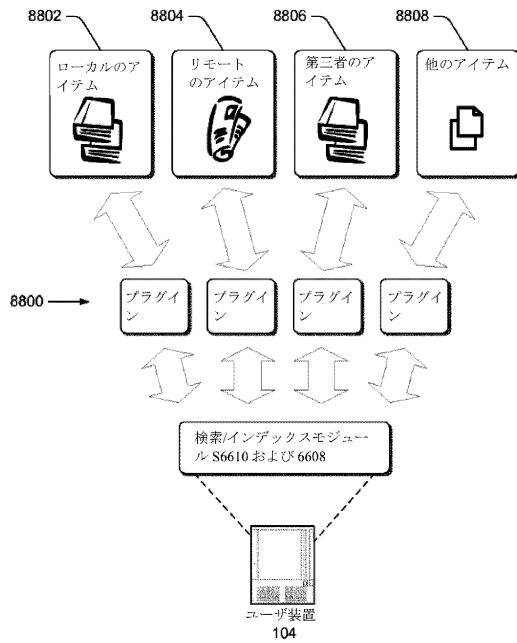 8802
8804
8806
8808
ローカルのア
イテム
リモート
のアイテム
第三者のア
イテム
他のアイテム
8800
プラグイ
ン
プラグイ
ン
プラグイ
ン
プラグイ
ン
検索/インデックスモジュー
ル S6610 および 6608
ユーザ装置
104